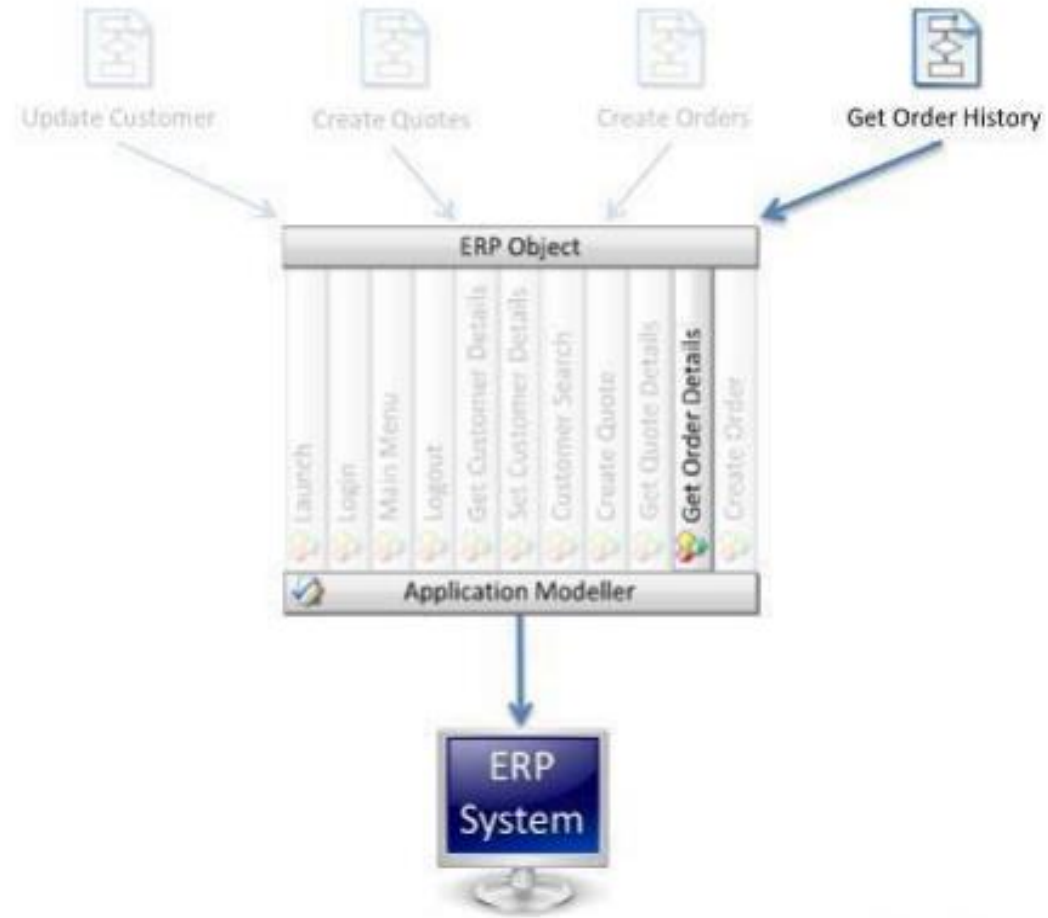 Update Customer
Create Quotes
Create Orders
Get Order History
ERP Object
Launch
Login
Main Menu
Logout
Get Customer Details
Set Customer Details
Customer Search
Create Quote
Get Quote Details
Get Order Details
Create Order
Application Modeller
ERP
System